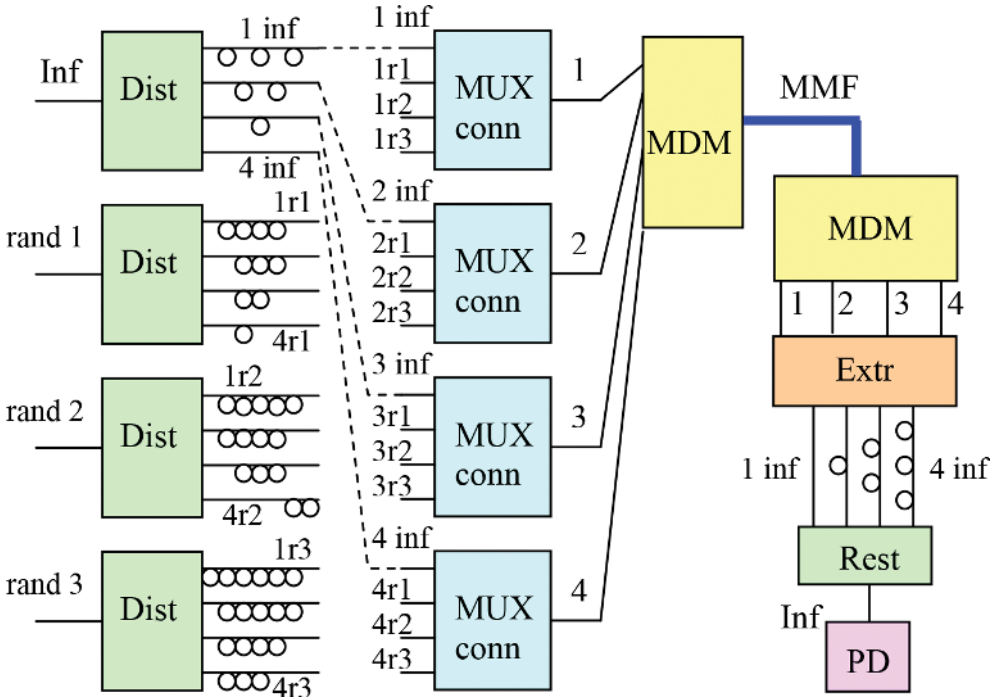 Inf
Dist
1 inf
4 inf
rand 1
Dist
1r1
4r1
rand 2
Dist
1r2
4r2
rand 3
Dist
1r3
4r3
1 inf
1r1
1r2
1r3
MUX
conn
1
2 inf
2r1
2r2
2r3
MUX
conn
2
3 inf
3r1
3r2
3r3
MUX
conn
3
4 inf
4r1
4r2
4r3
MUX
conn
4
MDM
MMF
MDM
1 2 3 4
Extr
1 inf
4 inf
Rest
Inf
PD